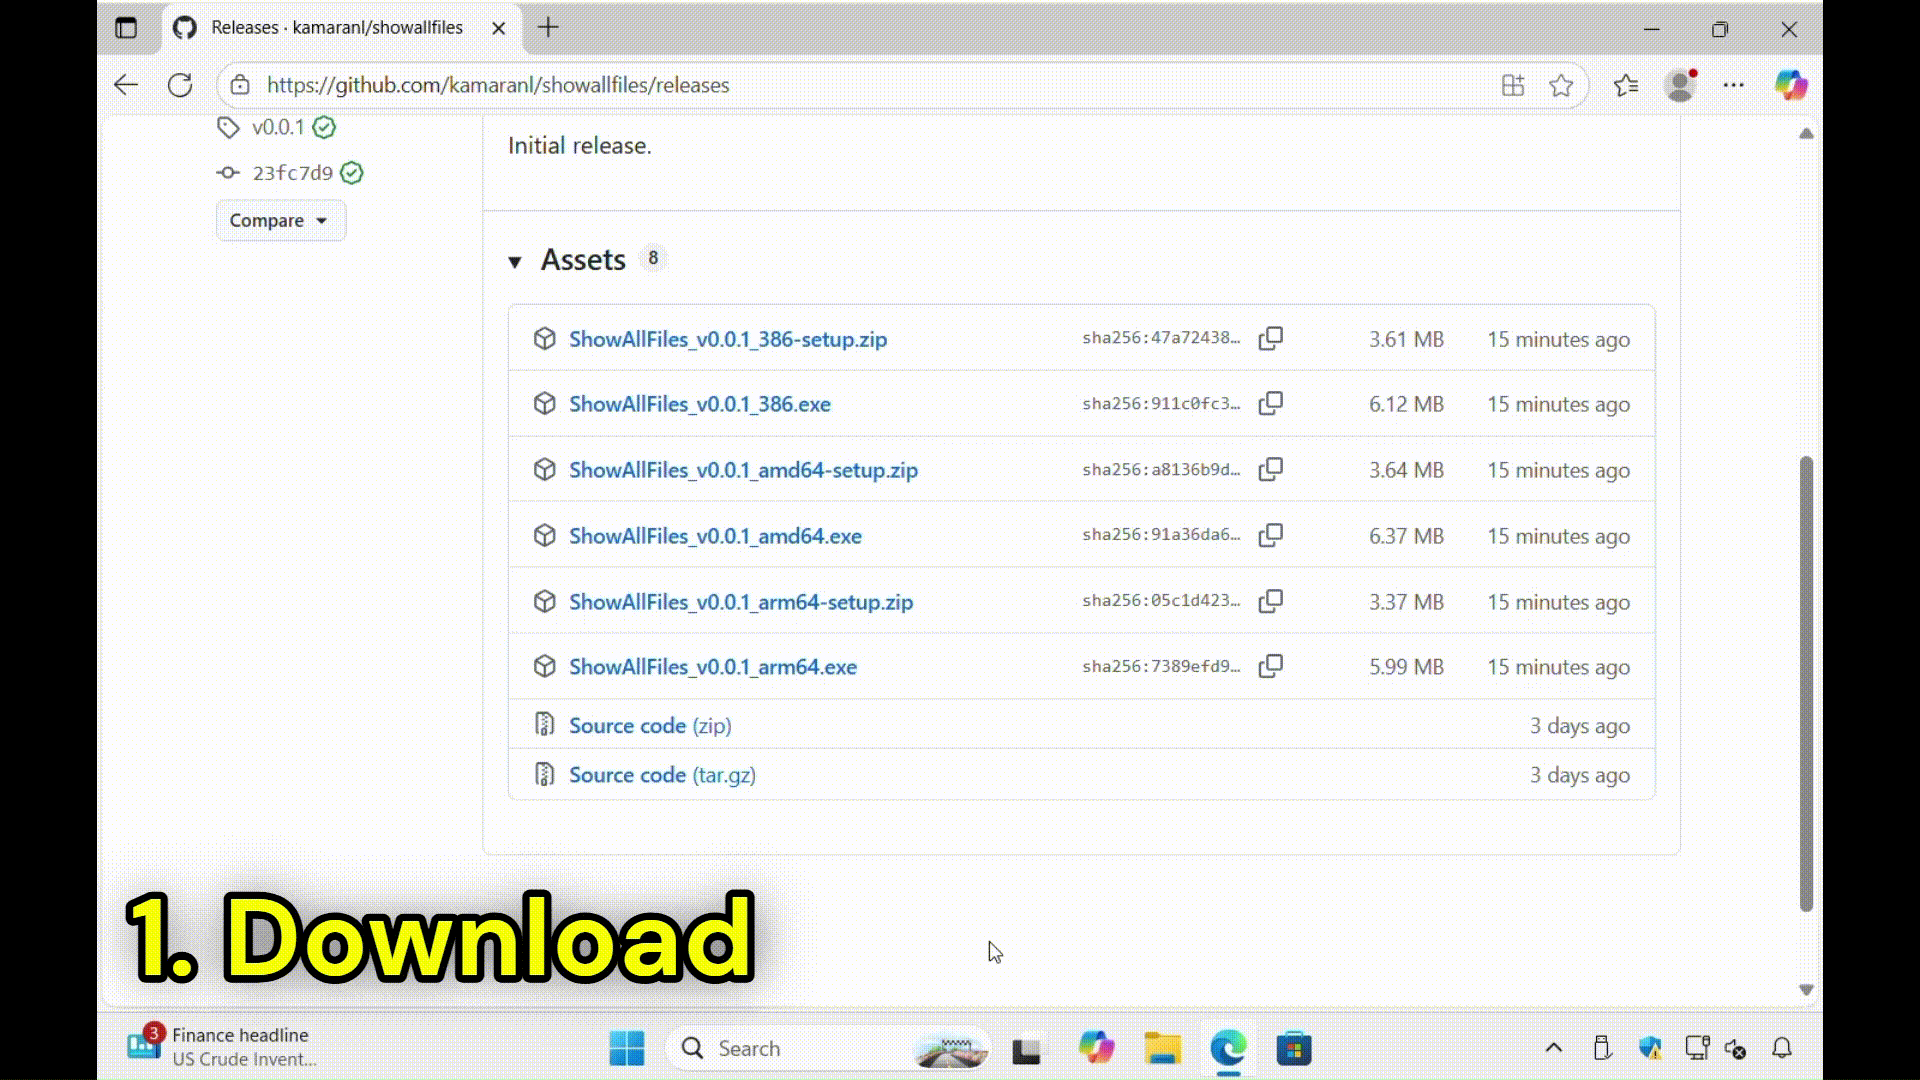 Releases · kamaranl/showallfiles
https://github.com/kamaranl/showallfiles/releases
v0.0.1
23fc7d9
Compare
Initial release.
Assets 8
ShowAllFiles_v0.0.1_386-setup.zip sha256:47a72438… 3.61 MB 15 minutes ago
ShowAllFiles_v0.0.1_386.exe sha256:911c0fc3… 6.12 MB 15 minutes ago
ShowAllFiles_v0.0.1_amd64-setup.zip sha256:a8136b9d… 3.64 MB 15 minutes ago
ShowAllFiles_v0.0.1_amd64.exe sha256:91a36da6… 6.37 MB 15 minutes ago
ShowAllFiles_v0.0.1_arm64-setup.zip sha256:05c1d423… 3.37 MB 15 minutes ago
ShowAllFiles_v0.0.1_arm64.exe sha256:7389efd9… 5.99 MB 15 minutes ago
Source code (zip) 3 days ago
Source code (tar.gz) 3 days ago
1. Download
3
Finance headline
US Crude Invent...
Search